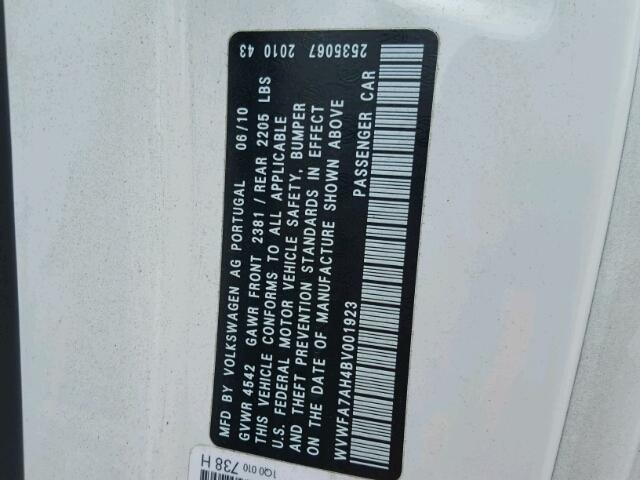 2535067 2010 43
MFD BY VOLKSWAGEN AG PORTUGAL 06/10
GVWR 4542 GAWR FRONT 2381 / REAR 2205 LBS
THIS VEHICLE CONFORMS TO ALL APPLICABLE
U.S. FEDERAL MOTOR VEHICLE SAFETY, BUMPER
AND THEFT PREVENTION STANDARDS IN EFFECT
ON THE DATE OF MANUFACTURE SHOWN ABOVE
WVWFA7AH4BV001923 PASSENGER CAR
1Q0 010 738 H